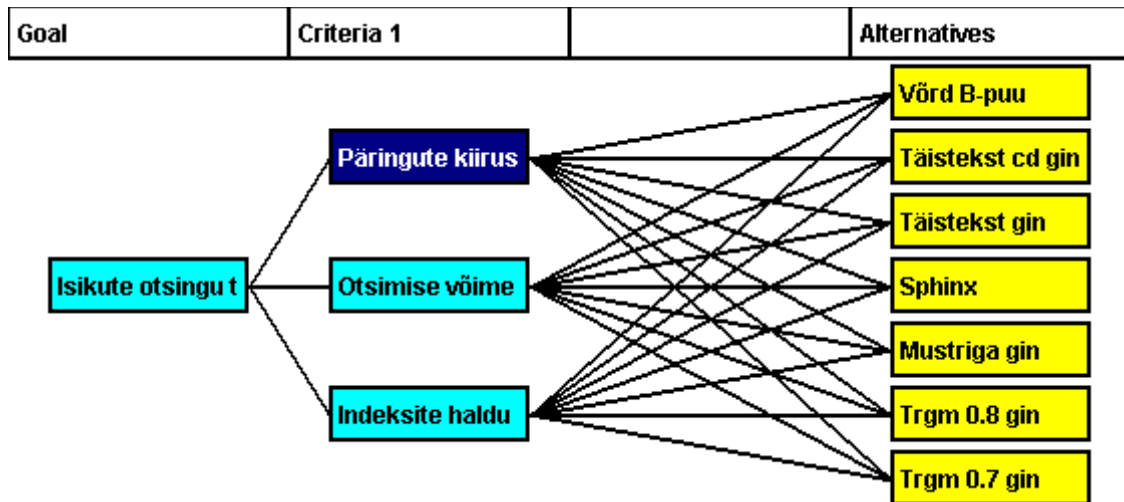 Goal
Criteria 1
Alternatives
Võrd B-puu
Päringute kiirus
Täistekst cd gin
Täistekst gin
Isikute otsingu t
Otsimise võime
Sphinx
Mustriga gin
Indeksite haldu
Trgm 0.8 gin
Trgm 0.7 gin